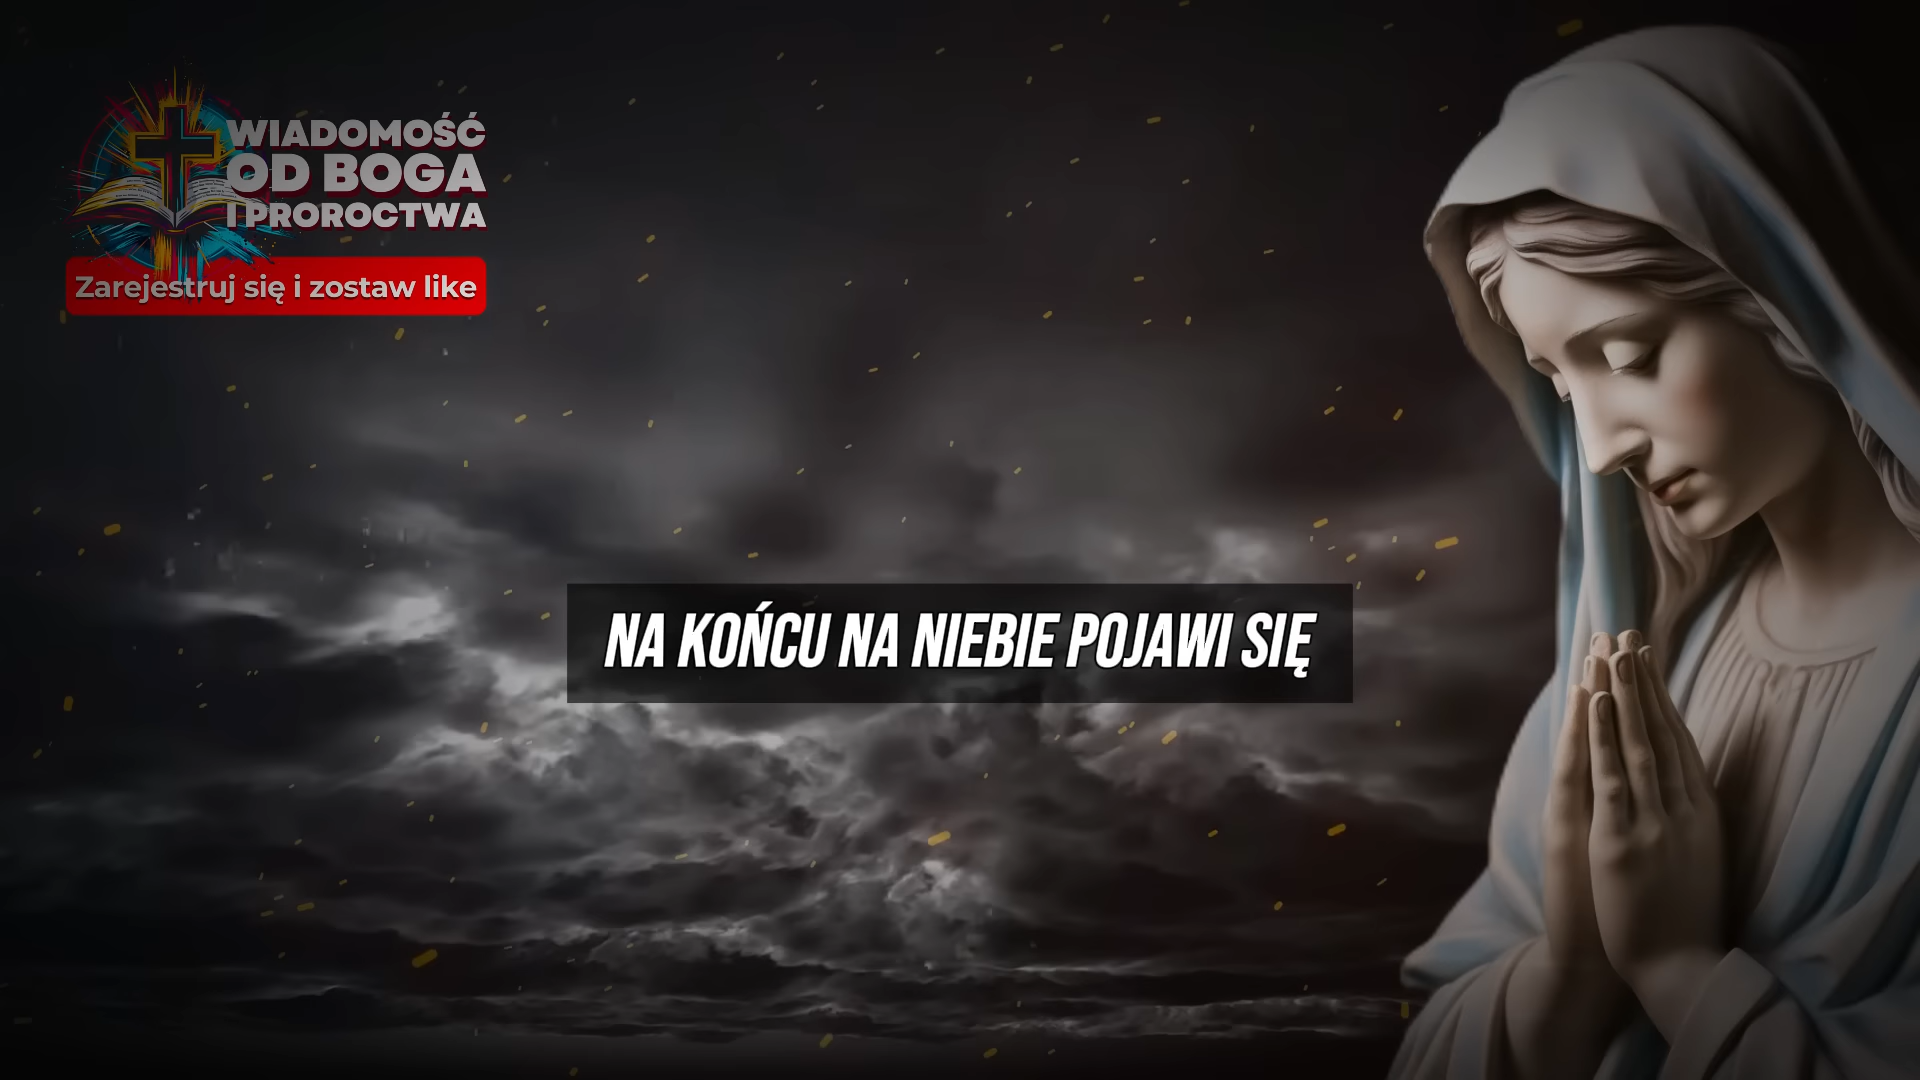 WIADOMOŚĆ
OD BOGA
I PROROCTWA
Zarejestruj się i zostaw like
NA KOŃCU NA NIEBIE POJAWI SIĘ